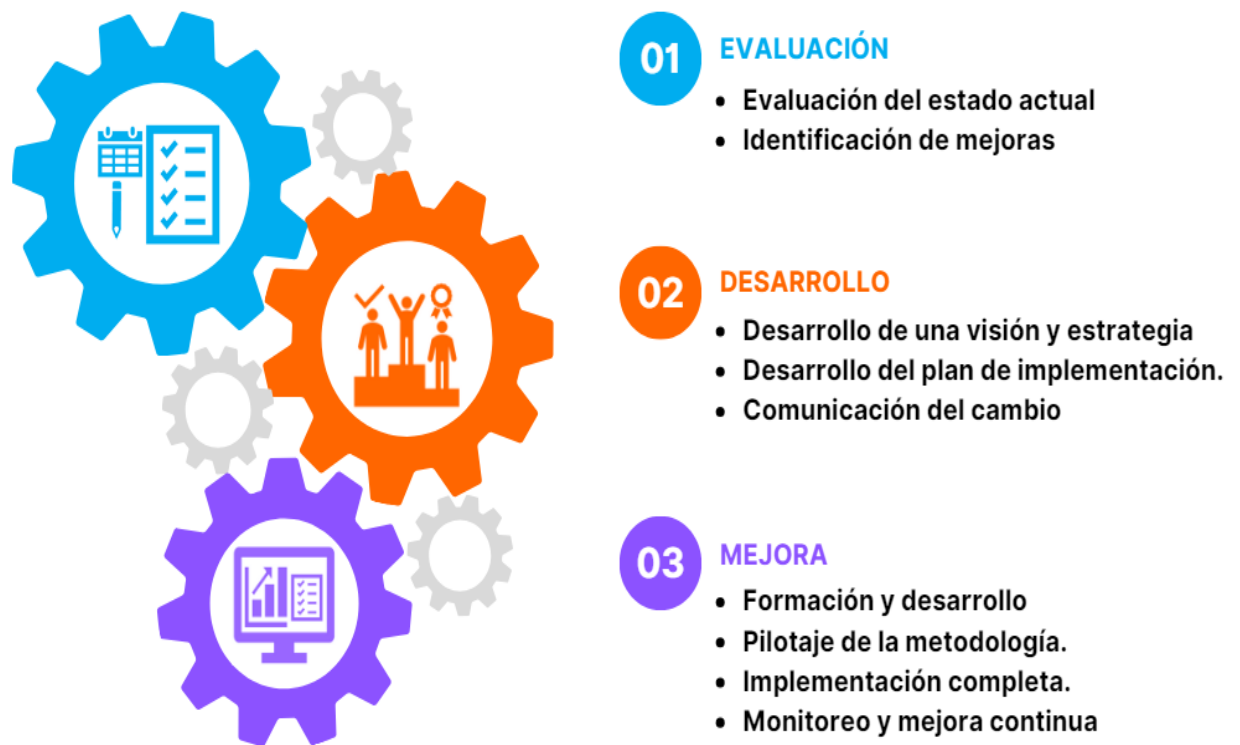 01 EVALUACIÓN
• Evaluación del estado actual
• Identificación de mejoras
02 DESARROLLO
• Desarrollo de una visión y estrategia
• Desarrollo del plan de implementación.
• Comunicación del cambio
03 MEJORA
• Formación y desarrollo
• Pilotaje de la metodología.
• Implementación completa.
• Monitoreo y mejora continua